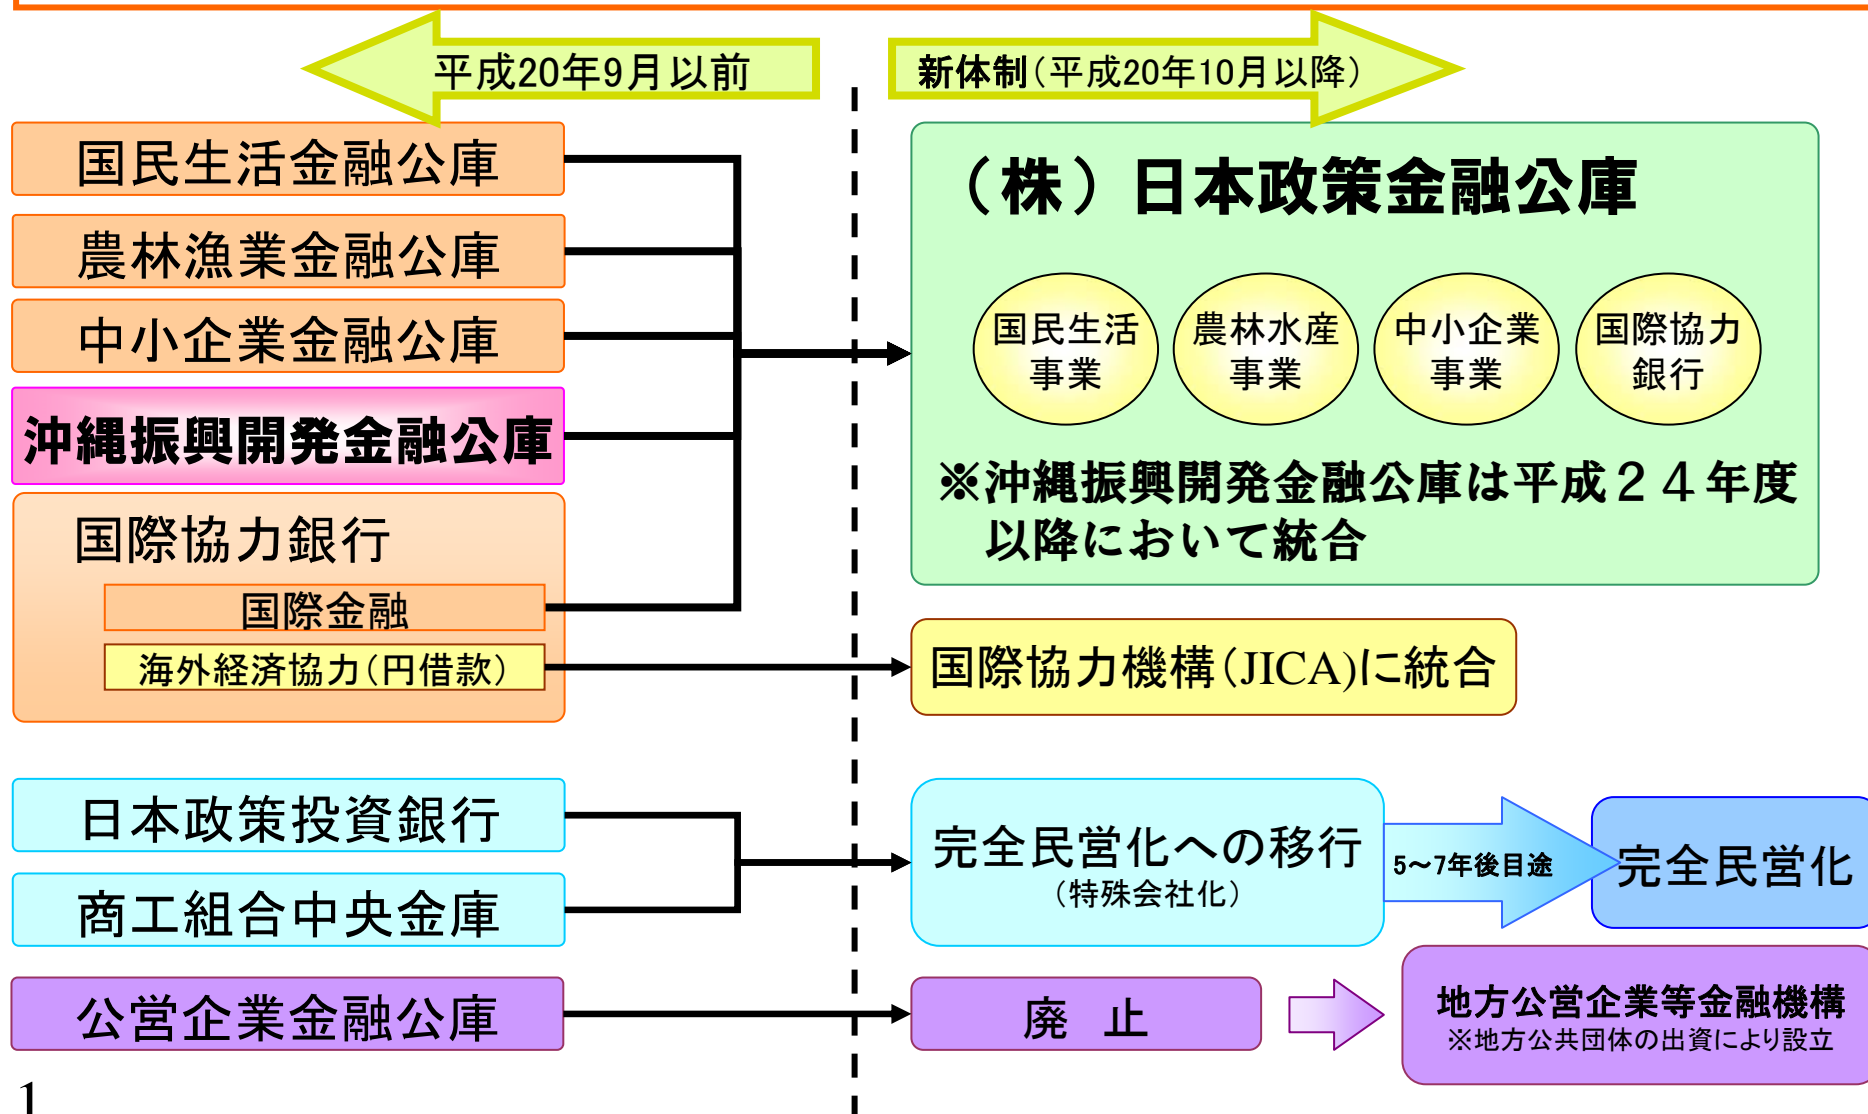 平成20年9月以前
新体制(平成20年10月以降)
国民生活金融公庫
農林漁業金融公庫
中小企業金融公庫
沖縄振興開発金融公庫
国際協力銀行
国際金融
海外経済協力(円借款)
日本政策投資銀行
商工組合中央金庫
公営企業金融公庫
(株)日本政策金融公庫
国民生活
事業
農林水産
事業
中小企業
事業
国際協力
銀行
※沖縄振興開発金融公庫は平成24年度
以降において統合
国際協力機構(JICA)に統合
完全民営化への移行
(特殊会社化)
5～7年後目途
完全民営化
廃 止
地方公営企業等金融機構
※地方公共団体の出資により設立
1